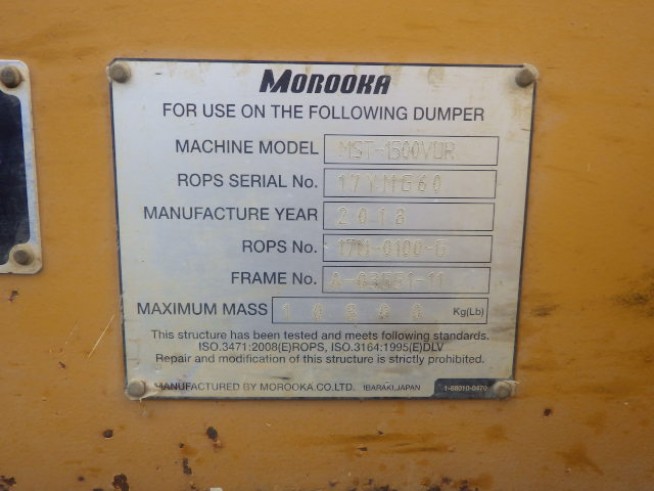 MOROOKA
FOR USE ON THE FOLLOWING DUMPER
MACHINE MODEL MST-1500VDR
ROPS SERIAL No.
MANUFACTURE YEAR 2018
ROPS No.
FRAME No.
MAXIMUM MASS Kg(Lb)
This structure has been tested and meets following standards.
ISO.3471:2008(E)ROPS, ISO.3164:1995(E)DLV
Repair and modification of this structure is strictly prohibited.
MANUFACTURED BY MOROOKA.CO.LTD. IBARAKI,JAPAN